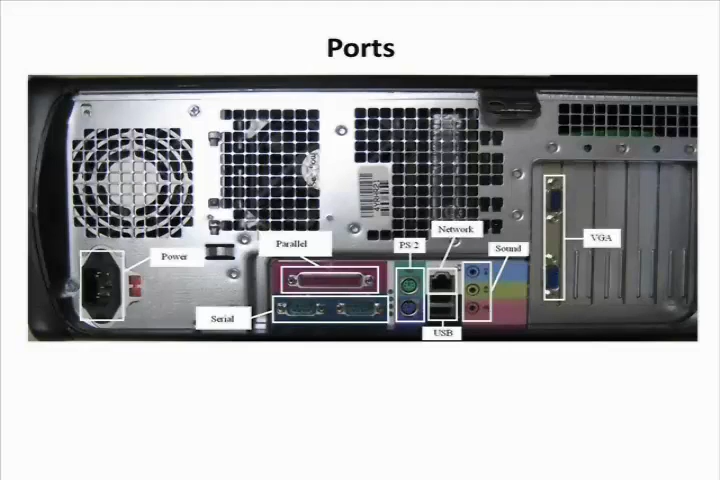 Ports
Parallel
PS/2
Network
Sound
VGA
Power
Serial
USB